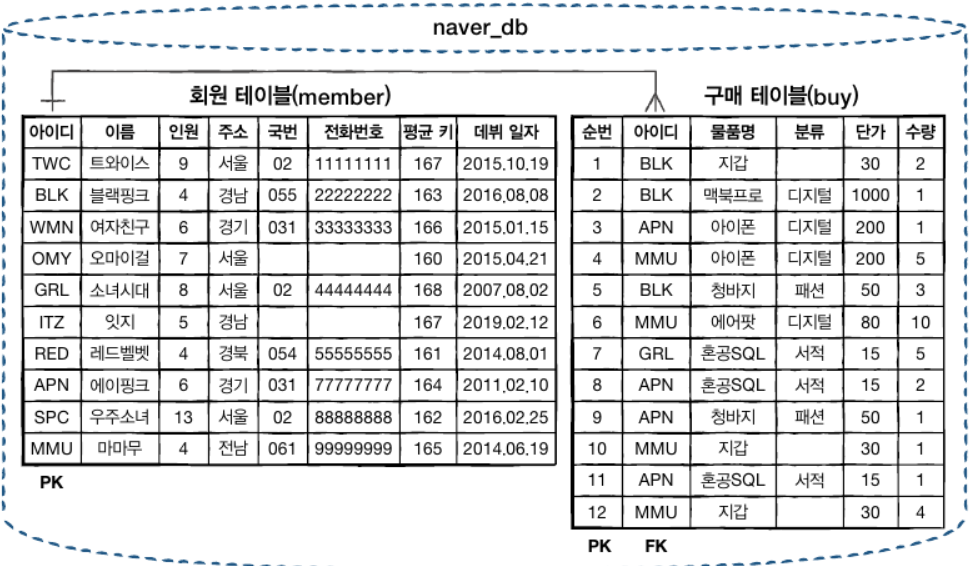 naver_db
회원 테이블(member)
아이디 이름 인원 주소 국번 전화번호 평균 키 데뷔 일자
TWC 트와이스 9 서울 02 11111111 167 2015.10.19
BLK 블랙핑크 4 경남 055 22222222 163 2016.08.08
WMN 여자친구 6 경기 031 33333333 166 2015.01.15
OMY 오마이걸 7 서울 160 2015.04.21
GRL 소녀시대 8 서울 02 44444444 168 2007.08.02
ITZ 잇지 5 경남 167 2019.02.12
RED 레드벨벳 4 경북 054 55555555 161 2014.08.01
APN 에이핑크 6 경기 031 77777777 164 2011.02.10
SPC 우주소녀 13 서울 02 88888888 162 2016.02.25
MMU 마마무 4 전남 061 99999999 165 2014.06.19
PK
구매 테이블(buy)
순번 아이디 물품명 분류 단가 수량
1 BLK 지갑 30 2
2 BLK 맥북프로 디지털 1000 1
3 APN 아이폰 디지털 200 1
4 MMU 아이폰 디지털 200 5
5 BLK 청바지 패션 50 3
6 MMU 에어팟 디지털 80 10
7 GRL 혼공SQL 서적 15 5
8 APN 혼공SQL 서적 15 2
9 APN 청바지 패션 50 1
10 MMU 지갑 30 1
11 APN 혼공SQL 서적 15 1
12 MMU 지갑 30 4
PK FK